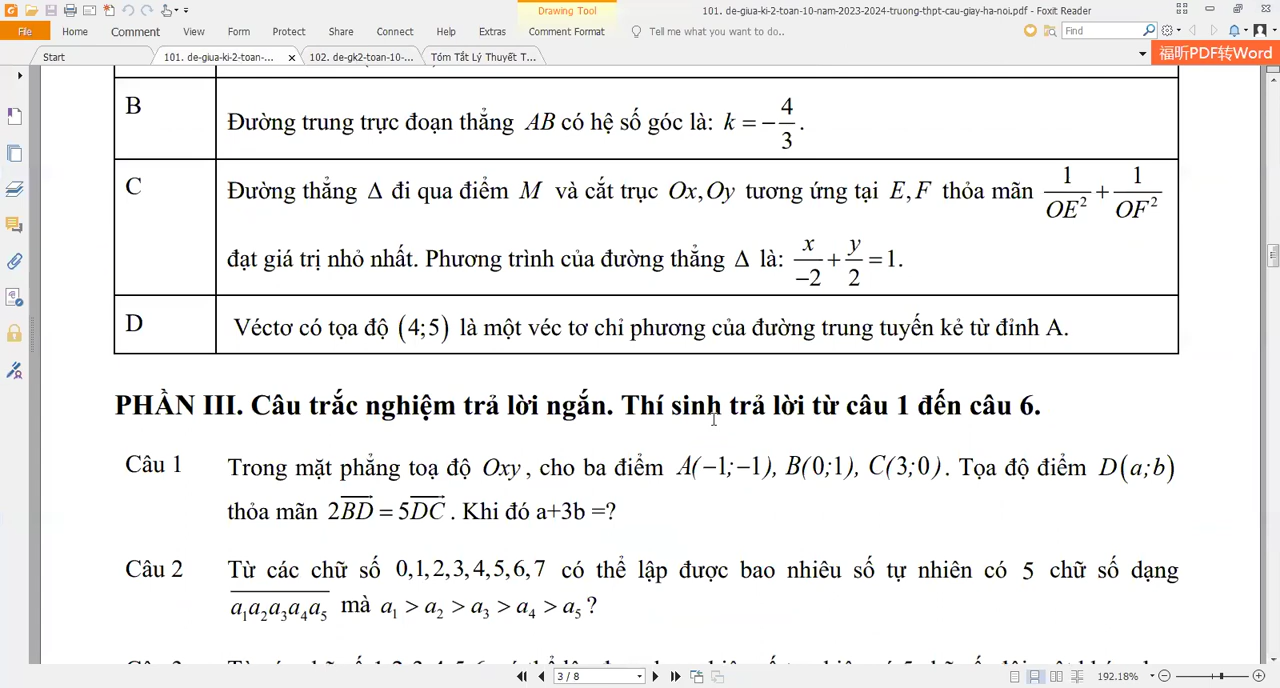 Drawing Tool
101. de-giua-ki-2-toan-10-nam-2023-2024-truong-thpt-cau-giay-ha-noi.pdf - Foxit Reader
File Home Comment View Form Protect Share Connect Help Extras Comment Format Tell me what you want to do.. Find
Start 101. de-giua-ki-2-toan-... 102. de-gk2-toan-10-... Tóm Tắt Lý Thuyết T... 福昕PDF转Word
B Đường trung trực đoạn thẳng AB có hệ số góc là: k = −4/3.
C Đường thẳng Δ đi qua điểm M và cắt trục Ox, Oy tương ứng tại E, F thỏa mãn 1/OE² + 1/OF²
đạt giá trị nhỏ nhất. Phương trình của đường thẳng Δ là: x/−2 + y/2 = 1.
D Véctơ có tọa độ (4;5) là một véc tơ chỉ phương của đường trung tuyến kẻ từ đỉnh A.
PHẦN III. Câu trắc nghiệm trả lời ngắn. Thí sinh trả lời từ câu 1 đến câu 6.
Câu 1 Trong mặt phẳng toạ độ Oxy, cho ba điểm A(−1;−1), B(0;1), C(3;0). Tọa độ điểm D(a;b)
thỏa mãn 2BD = 5DC. Khi đó a+3b =?
Câu 2 Từ các chữ số 0,1,2,3,4,5,6,7 có thể lập được bao nhiêu số tự nhiên có 5 chữ số dạng
a₁a₂a₃a₄a₅ mà a₁ > a₂ > a₃ > a₄ > a₅?
3 / 8 192.18%